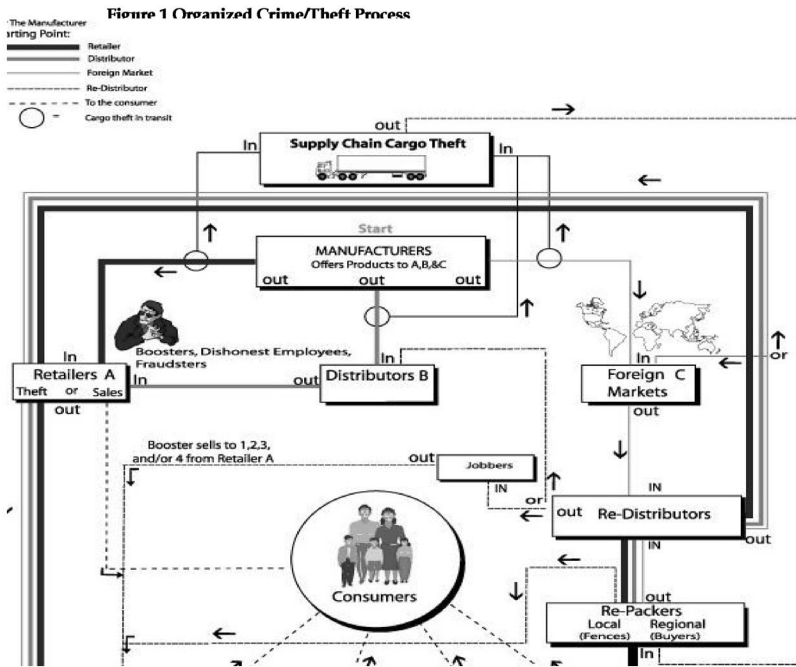 Figure 1 Organized Crime/Theft Process
The Manufacturer
arting Point:
Retailer
Distributor
Foreign Market
Re-Distributor
To the consumer
= Cargo theft in transit
out
In
Supply Chain Cargo Theft
In
Start
MANUFACTURERS
Offers Products to A,B,&C
out out out
Boosters, Dishonest Employees,
Fraudsters
In
Retailers A
Theft or Sales
out
In
out
In
Distributors B
In
Foreign C
Markets
out
or
Booster sells to 1,2,3,
and/or 4 from Retailer A
out
Jobbers
IN
or
IN
out Re-Distributors
IN
out
Consumers
out
Re-Packers
Local Regional
(Fences) (Buyers)
In